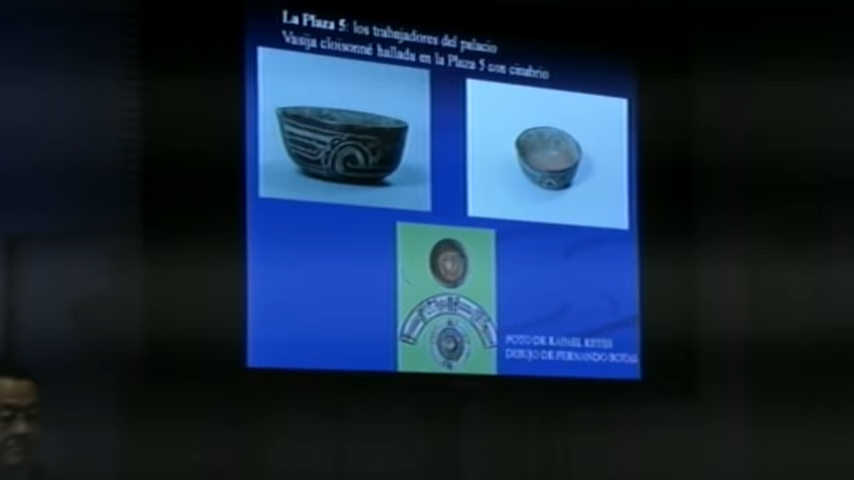 La Plaza 5: los trabajadores del palacio
Vasija cloisonné hallada en la Plaza 5 con cinabrio
FOTO DE RAFAEL REYES
DIBUJO DE FERNANDO BOTAS